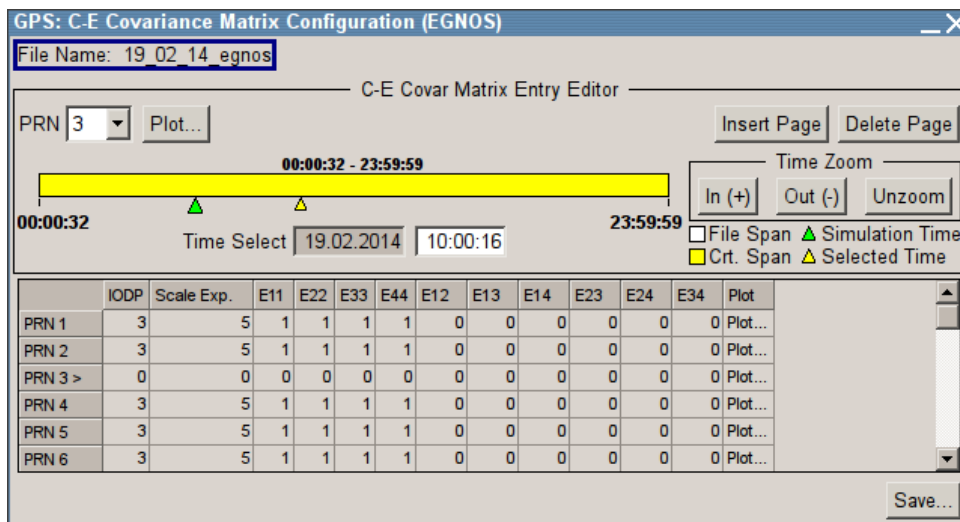 GPS: C-E Covariance Matrix Configuration (EGNOS)
File Name: 19_02_14_egnos
C-E Covar Matrix Entry Editor
PRN 3 Plot... Insert Page Delete Page
00:00:32 - 23:59:59
Time Zoom
In (+) Out (-) Unzoom
00:00:32 23:59:59
Time Select 19.02.2014 10:00:16
File Span Simulation Time
Crt. Span Selected Time
IODP Scale Exp. E11 E22 E33 E44 E12 E13 E14 E23 E24 E34 Plot
PRN 1 3 5 1 1 1 1 0 0 0 0 0 0 Plot...
PRN 2 3 5 1 1 1 1 0 0 0 0 0 0 Plot...
PRN 3 > 0 0 0 0 0 0 0 0 0 0 0 0 Plot...
PRN 4 3 5 1 1 1 1 0 0 0 0 0 0 Plot...
PRN 5 3 5 1 1 1 1 0 0 0 0 0 0 Plot...
PRN 6 3 5 1 1 1 1 0 0 0 0 0 0 Plot...
Save...